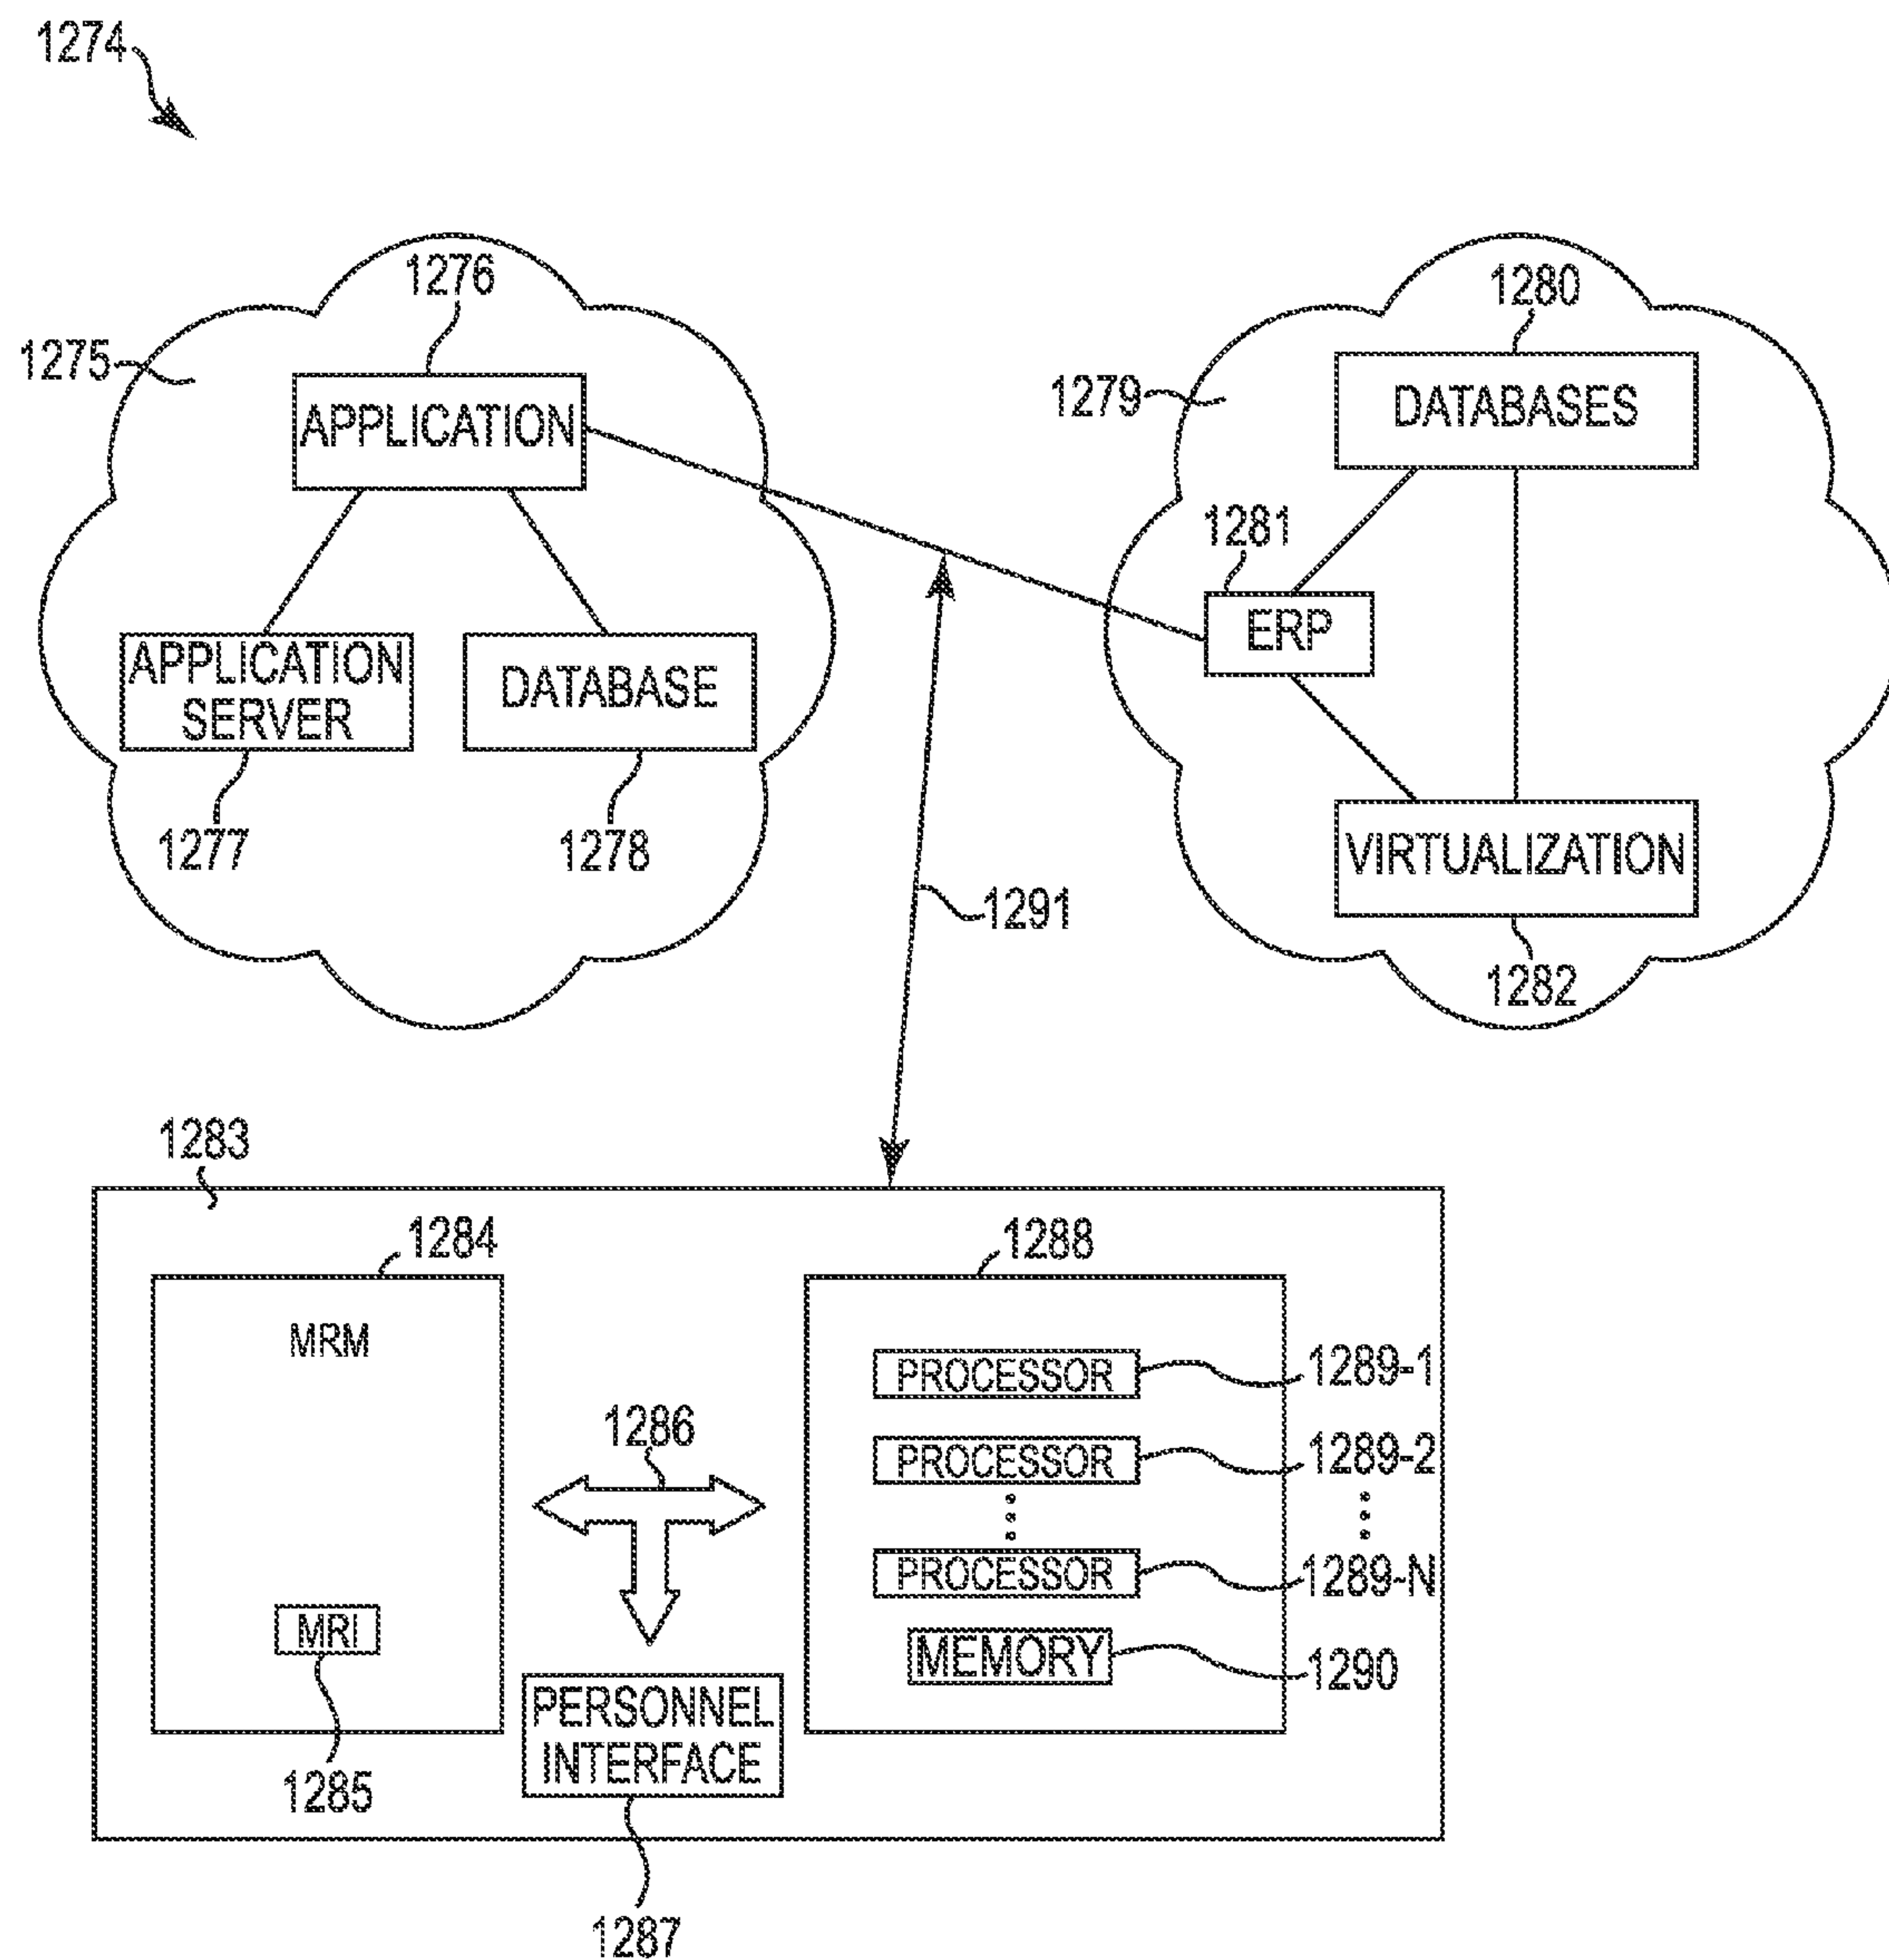 1274
1276
1280
1275
APPLICATION
1279
DATABASES
1281
ERP
APPLICATION
SERVER
DATABASE
1277
1278
VIRTUALIZATION
1291
1282
1283
1284
1288
MRM
PROCESSOR
1289-1
1286
PROCESSOR
1289-2
PROCESSOR
1289-N
MRI
MEMORY
1290
PERSONNEL
INTERFACE
1285
1287